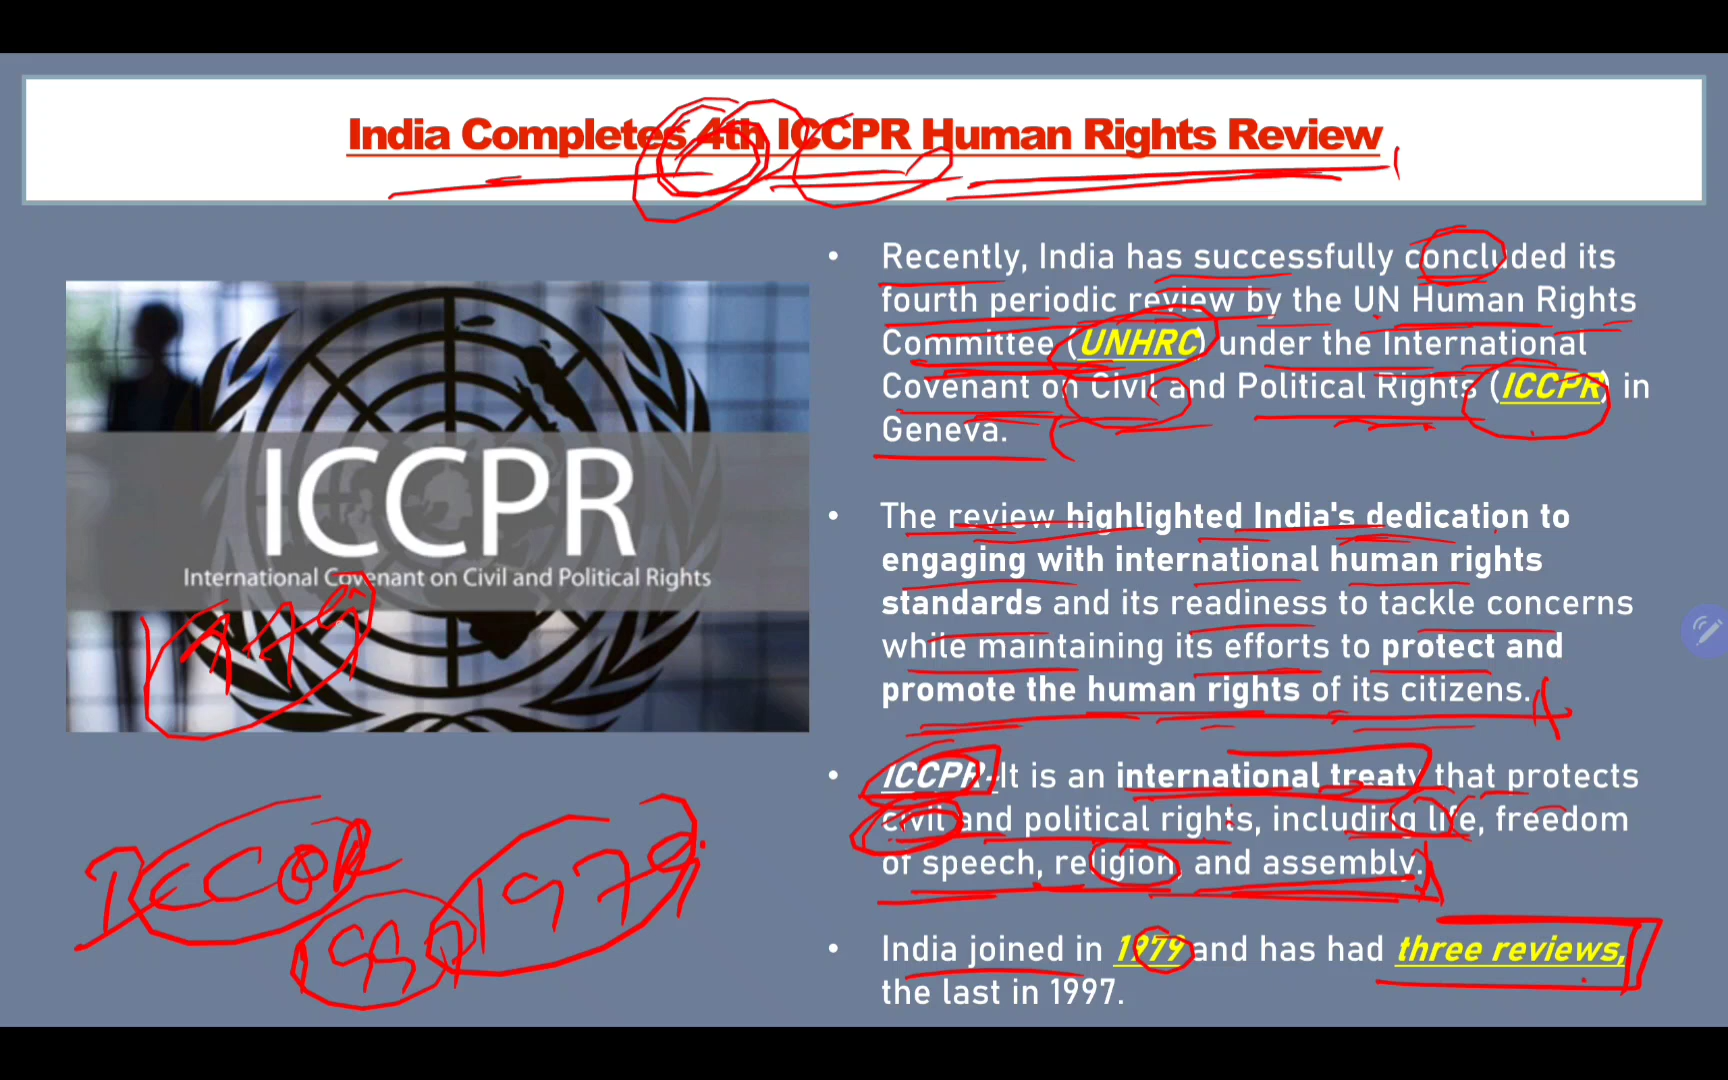 India Completes 4th ICCPR Human Rights Review
• Recently, India has successfully concluded its
fourth periodic review by the UN Human Rights
Committee (UNHRC) under the International
Covenant on Civil and Political Rights (ICCPR) in
Geneva.
ICCPR
International Covenant on Civil and Political Rights
• The review highlighted India's dedication to
engaging with international human rights
standards and its readiness to tackle concerns
while maintaining its efforts to protect and
promote the human rights of its citizens.
• ICCPR-It is an international treaty that protects
civil and political rights, including life, freedom
of speech, religion, and assembly.
• India joined in 1979 and has had three reviews,
the last in 1997.
1979